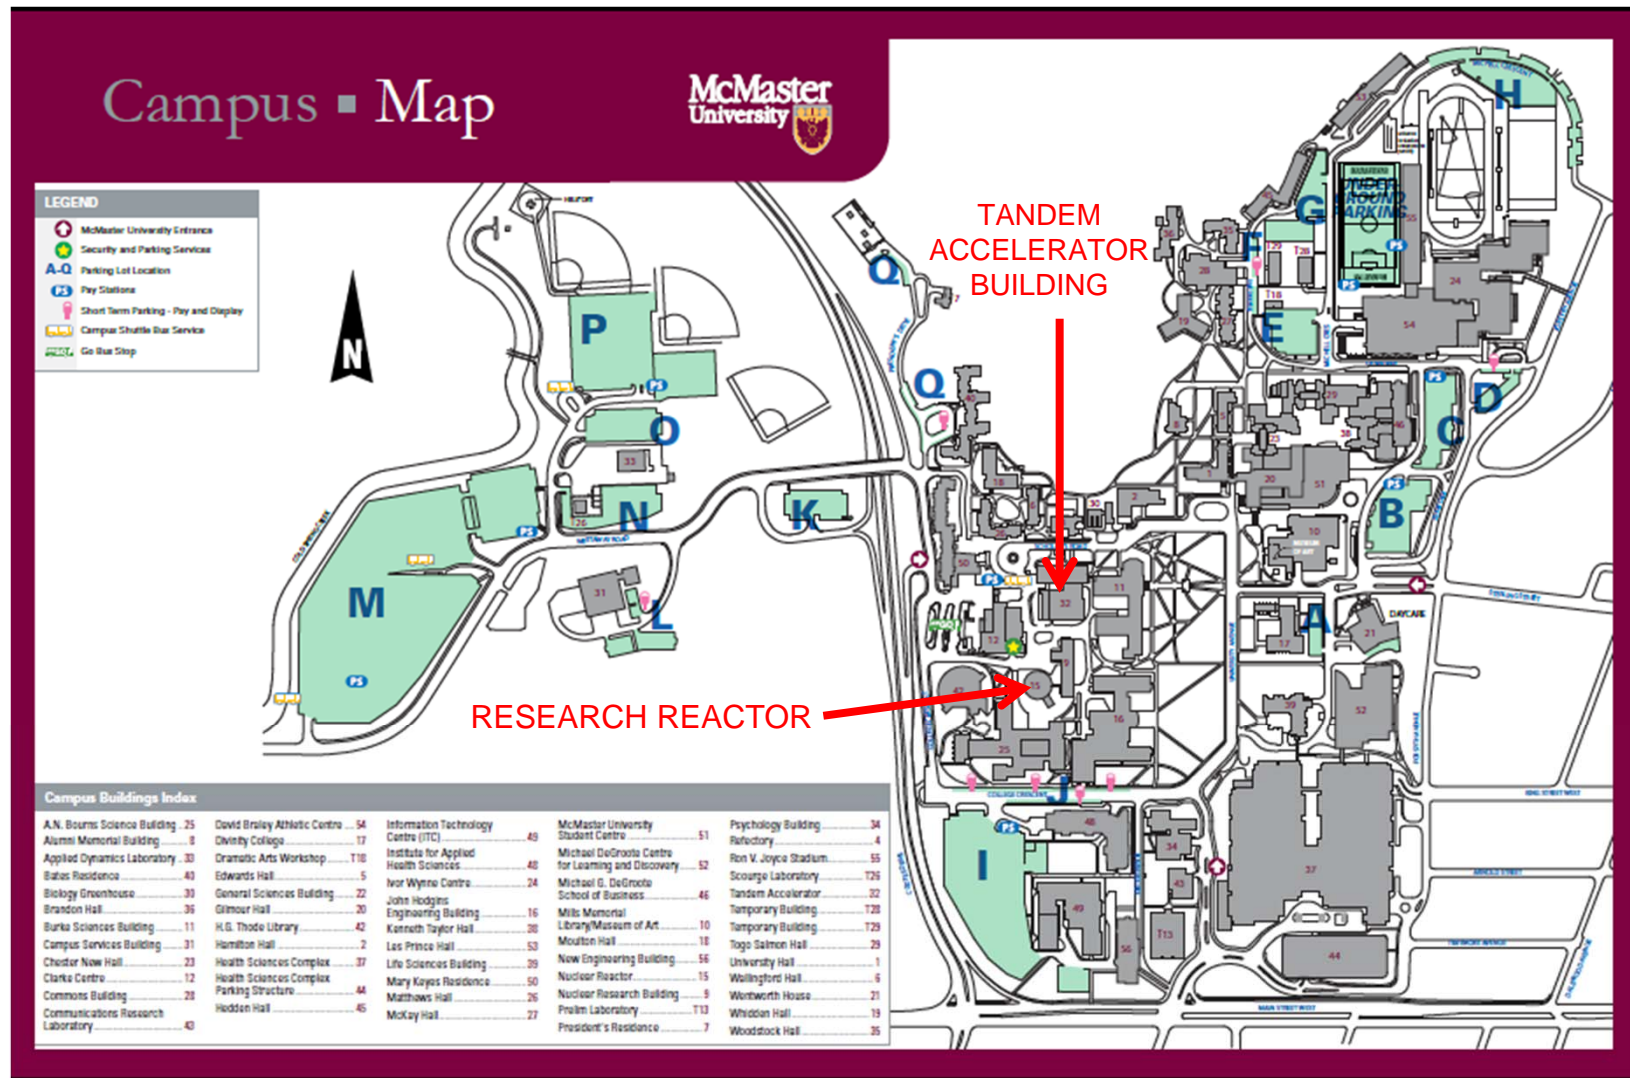 Campus ▪ Map
McMaster
University
LEGEND
McMaster University Entrance
Security and Parking Services
A-Q Parking Lot Location
PS Pay Stations
Short Term Parking - Pay and Display
Campus Shuttle Bus Service
GO Go Bus Stop
N
TANDEM
ACCELERATOR
BUILDING
RESEARCH REACTOR
H
UNDER
GROUND
PARKING
G
F
E
D
C
B
A
Q
Q
P
O
N
K
M
L
J
I
DAYCARE
COLLEGE CRESCENT
MAIN STREET WEST
Campus Buildings Index
A.N. Bourns Science Building 25
Alumni Memorial Building 8
Applied Dynamics Laboratory 33
Bates Residence 40
Biology Greenhouse 30
Brandon Hall 36
Burke Sciences Building 11
Campus Services Building 31
Chester New Hall 23
Clarke Centre 12
Commons Building 28
Communications Research
Laboratory 43
David Braley Athletic Centre 54
Divinity College 17
Dramatic Arts Workshop T18
Edwards Hall 5
General Sciences Building 22
Gilmour Hall 20
H.G. Thode Library 42
Hamilton Hall 2
Health Sciences Complex 37
Health Sciences Complex
Parking Structure 44
Hedden Hall 45
Information Technology
Centre (ITC) 49
Institute for Applied
Health Sciences 48
Ivor Wynne Centre 24
John Hodgins
Engineering Building 16
Kenneth Taylor Hall 38
Les Prince Hall 53
Life Sciences Building 39
Mary Keyes Residence 50
Matthews Hall 26
McKay Hall 27
McMaster University
Student Centre 51
Michael DeGroote Centre
for Learning and Discovery 52
Michael G. DeGroote
School of Business 46
Mills Memorial
Library/Museum of Art 10
Moulton Hall 18
New Engineering Building 56
Nuclear Reactor 15
Nuclear Research Building 9
Prelim Laboratory T13
President's Residence 7
Psychology Building 34
Refectory 4
Ron V. Joyce Stadium 55
Scourge Laboratory T26
Tandem Accelerator 32
Temporary Building T28
Temporary Building T29
Togo Salmon Hall 29
University Hall 1
Wallingford Hall 6
Wentworth House 21
Whidden Hall 19
Woodstock Hall 35